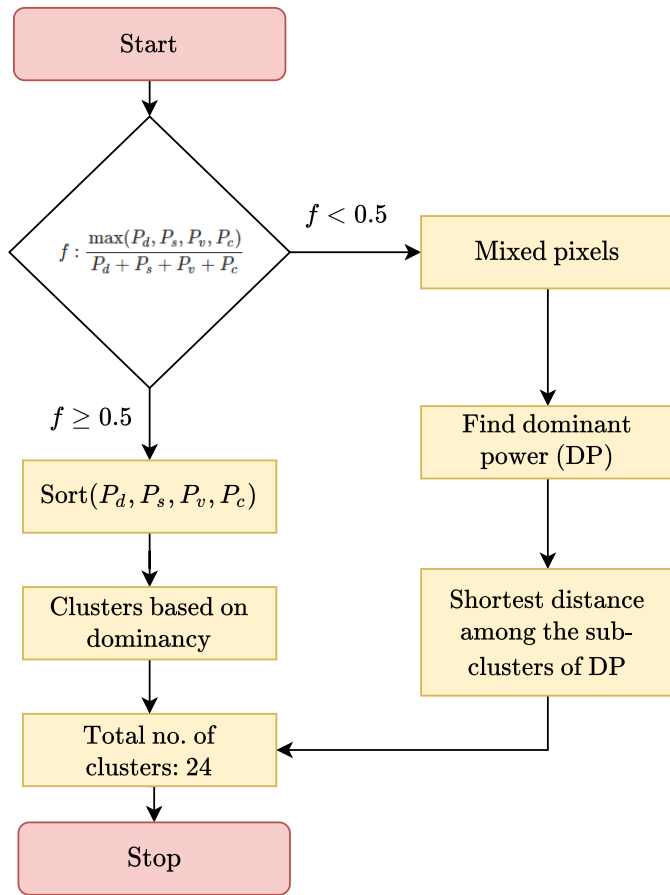 Start
f < 0.5
f : max(P_d, P_s, P_v, P_c)
P_d + P_s + P_v + P_c
Mixed pixels
f ≥ 0.5
Find dominant
power (DP)
Sort(P_d, P_s, P_v, P_c)
Clusters based on
dominancy
Shortest distance
among the sub-
clusters of DP
Total no. of
clusters: 24
Stop